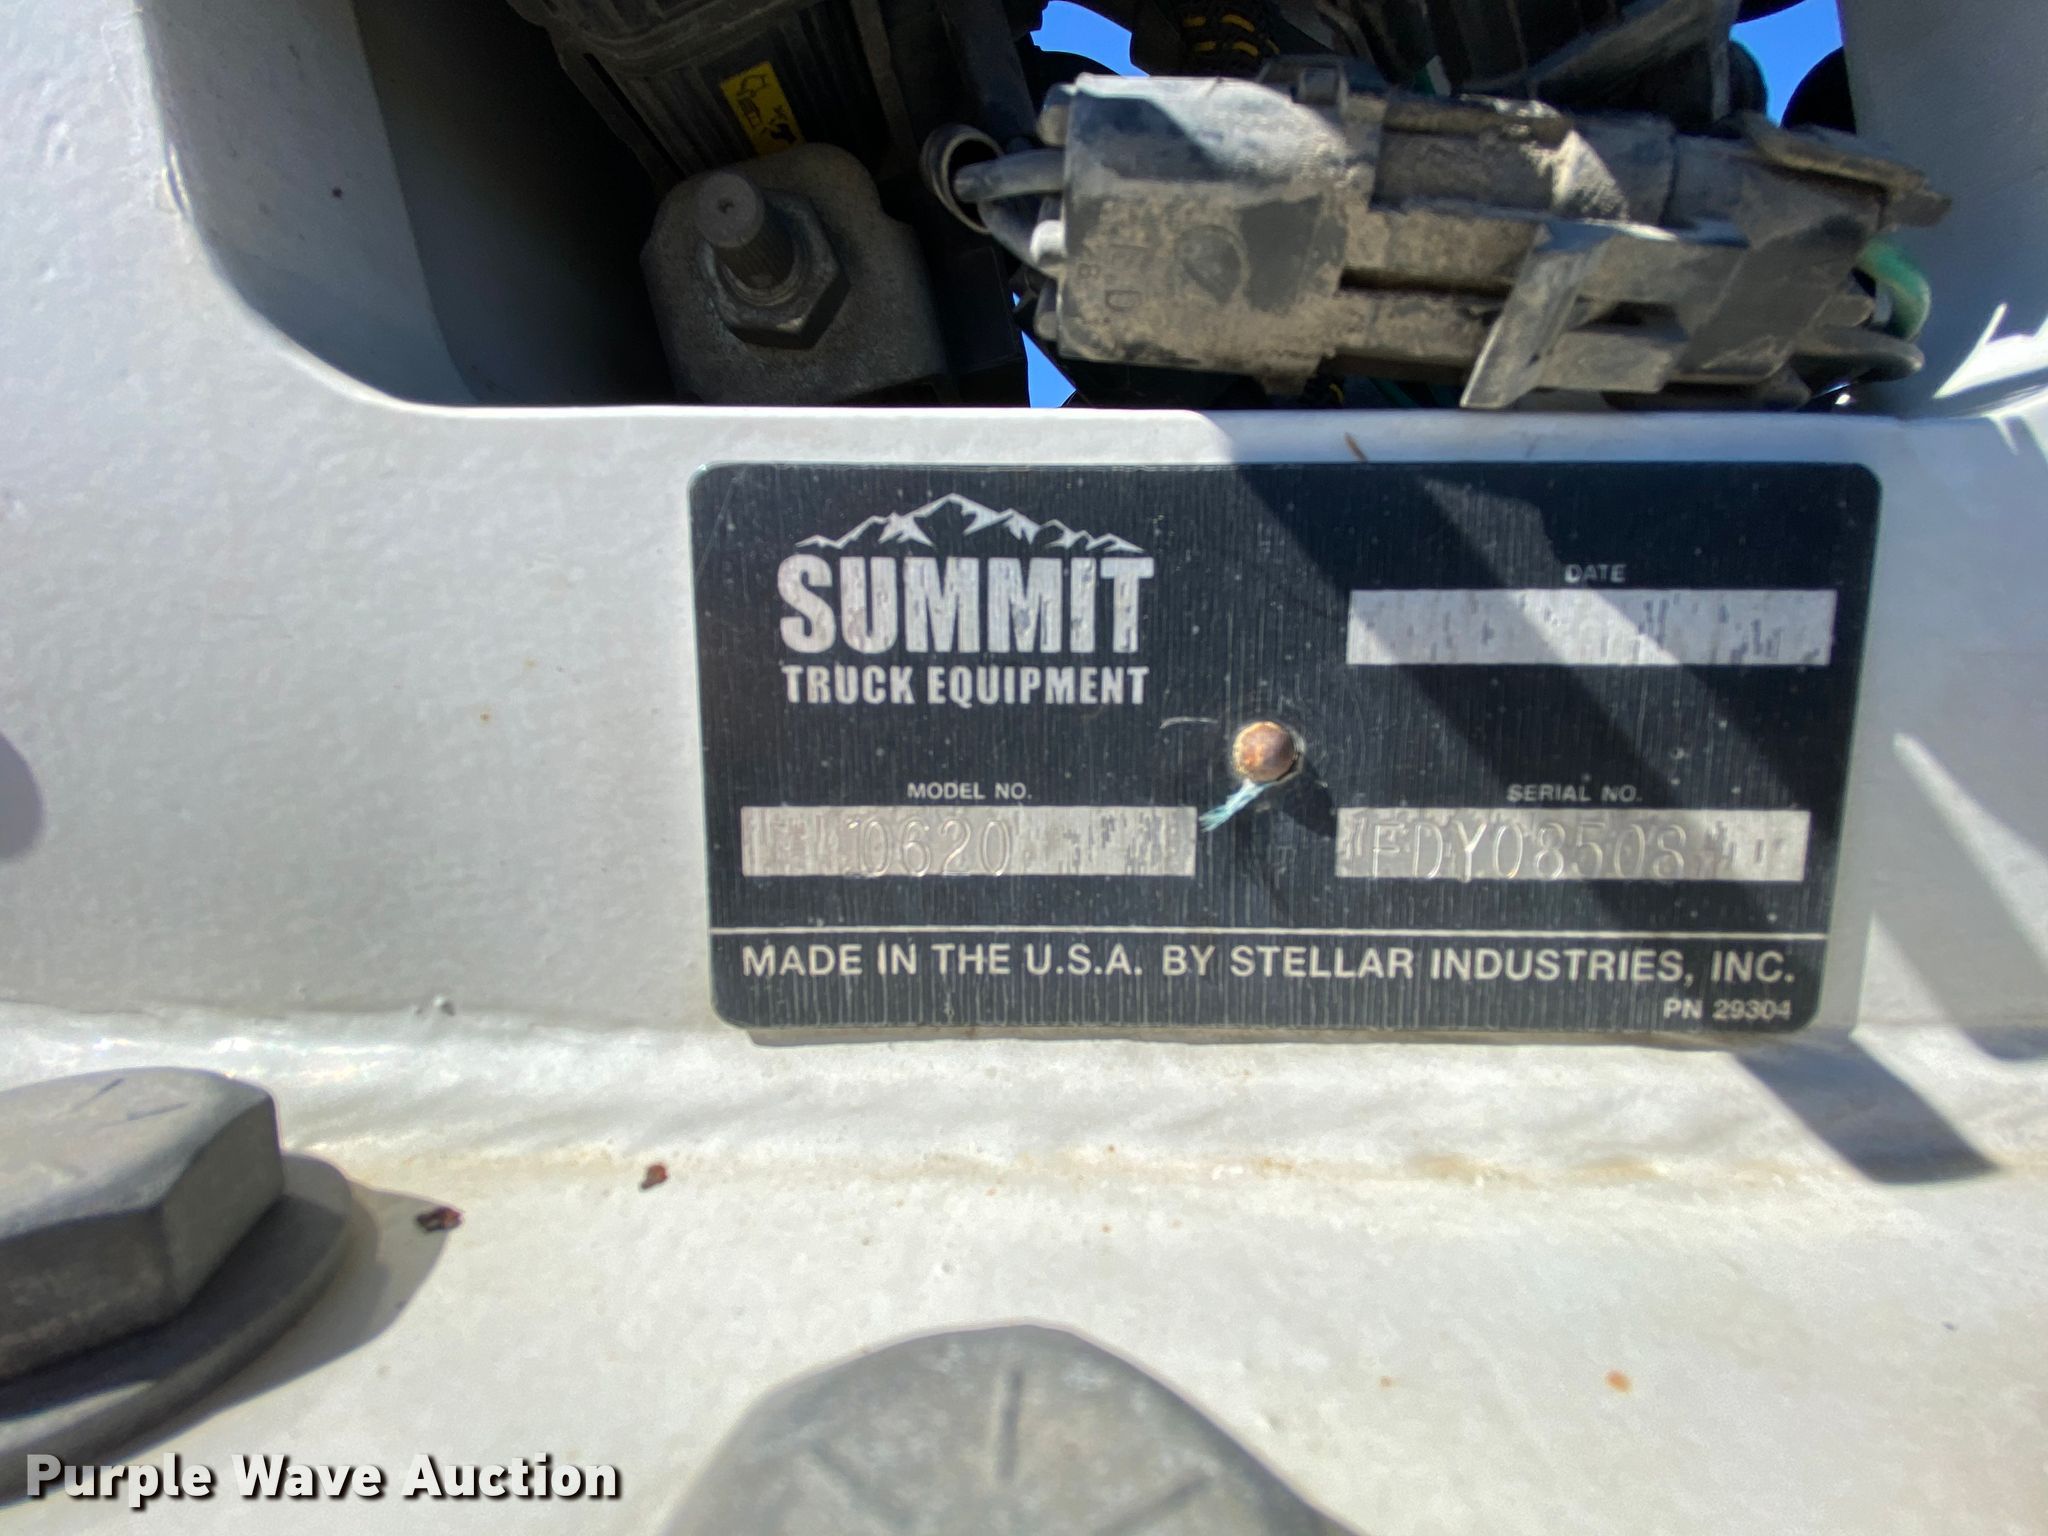 SUMMIT
TRUCK EQUIPMENT
DATE
MODEL NO.
SERIAL NO.
D620
FDY08508
MADE IN THE U.S.A. BY STELLAR INDUSTRIES, INC.
PN 29304
Purple Wave Auction